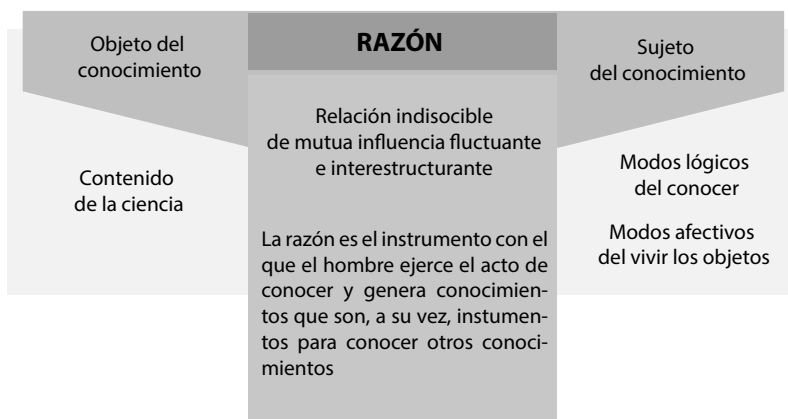 Objeto del
conocimiento
RAZÓN
Sujeto
del conocimiento
Contenido
de la ciencia
Relación indisocible
de mutua influencia fluctuante
e interestructurante
La razón es el instrumento con el
que el hombre ejerce el acto de
conocer y genera conocimien-
tos que son, a su vez, instumen-
tos para conocer otros conoci-
mientos
Modos lógicos
del conocer
Modos afectivos
del vivir los objetos